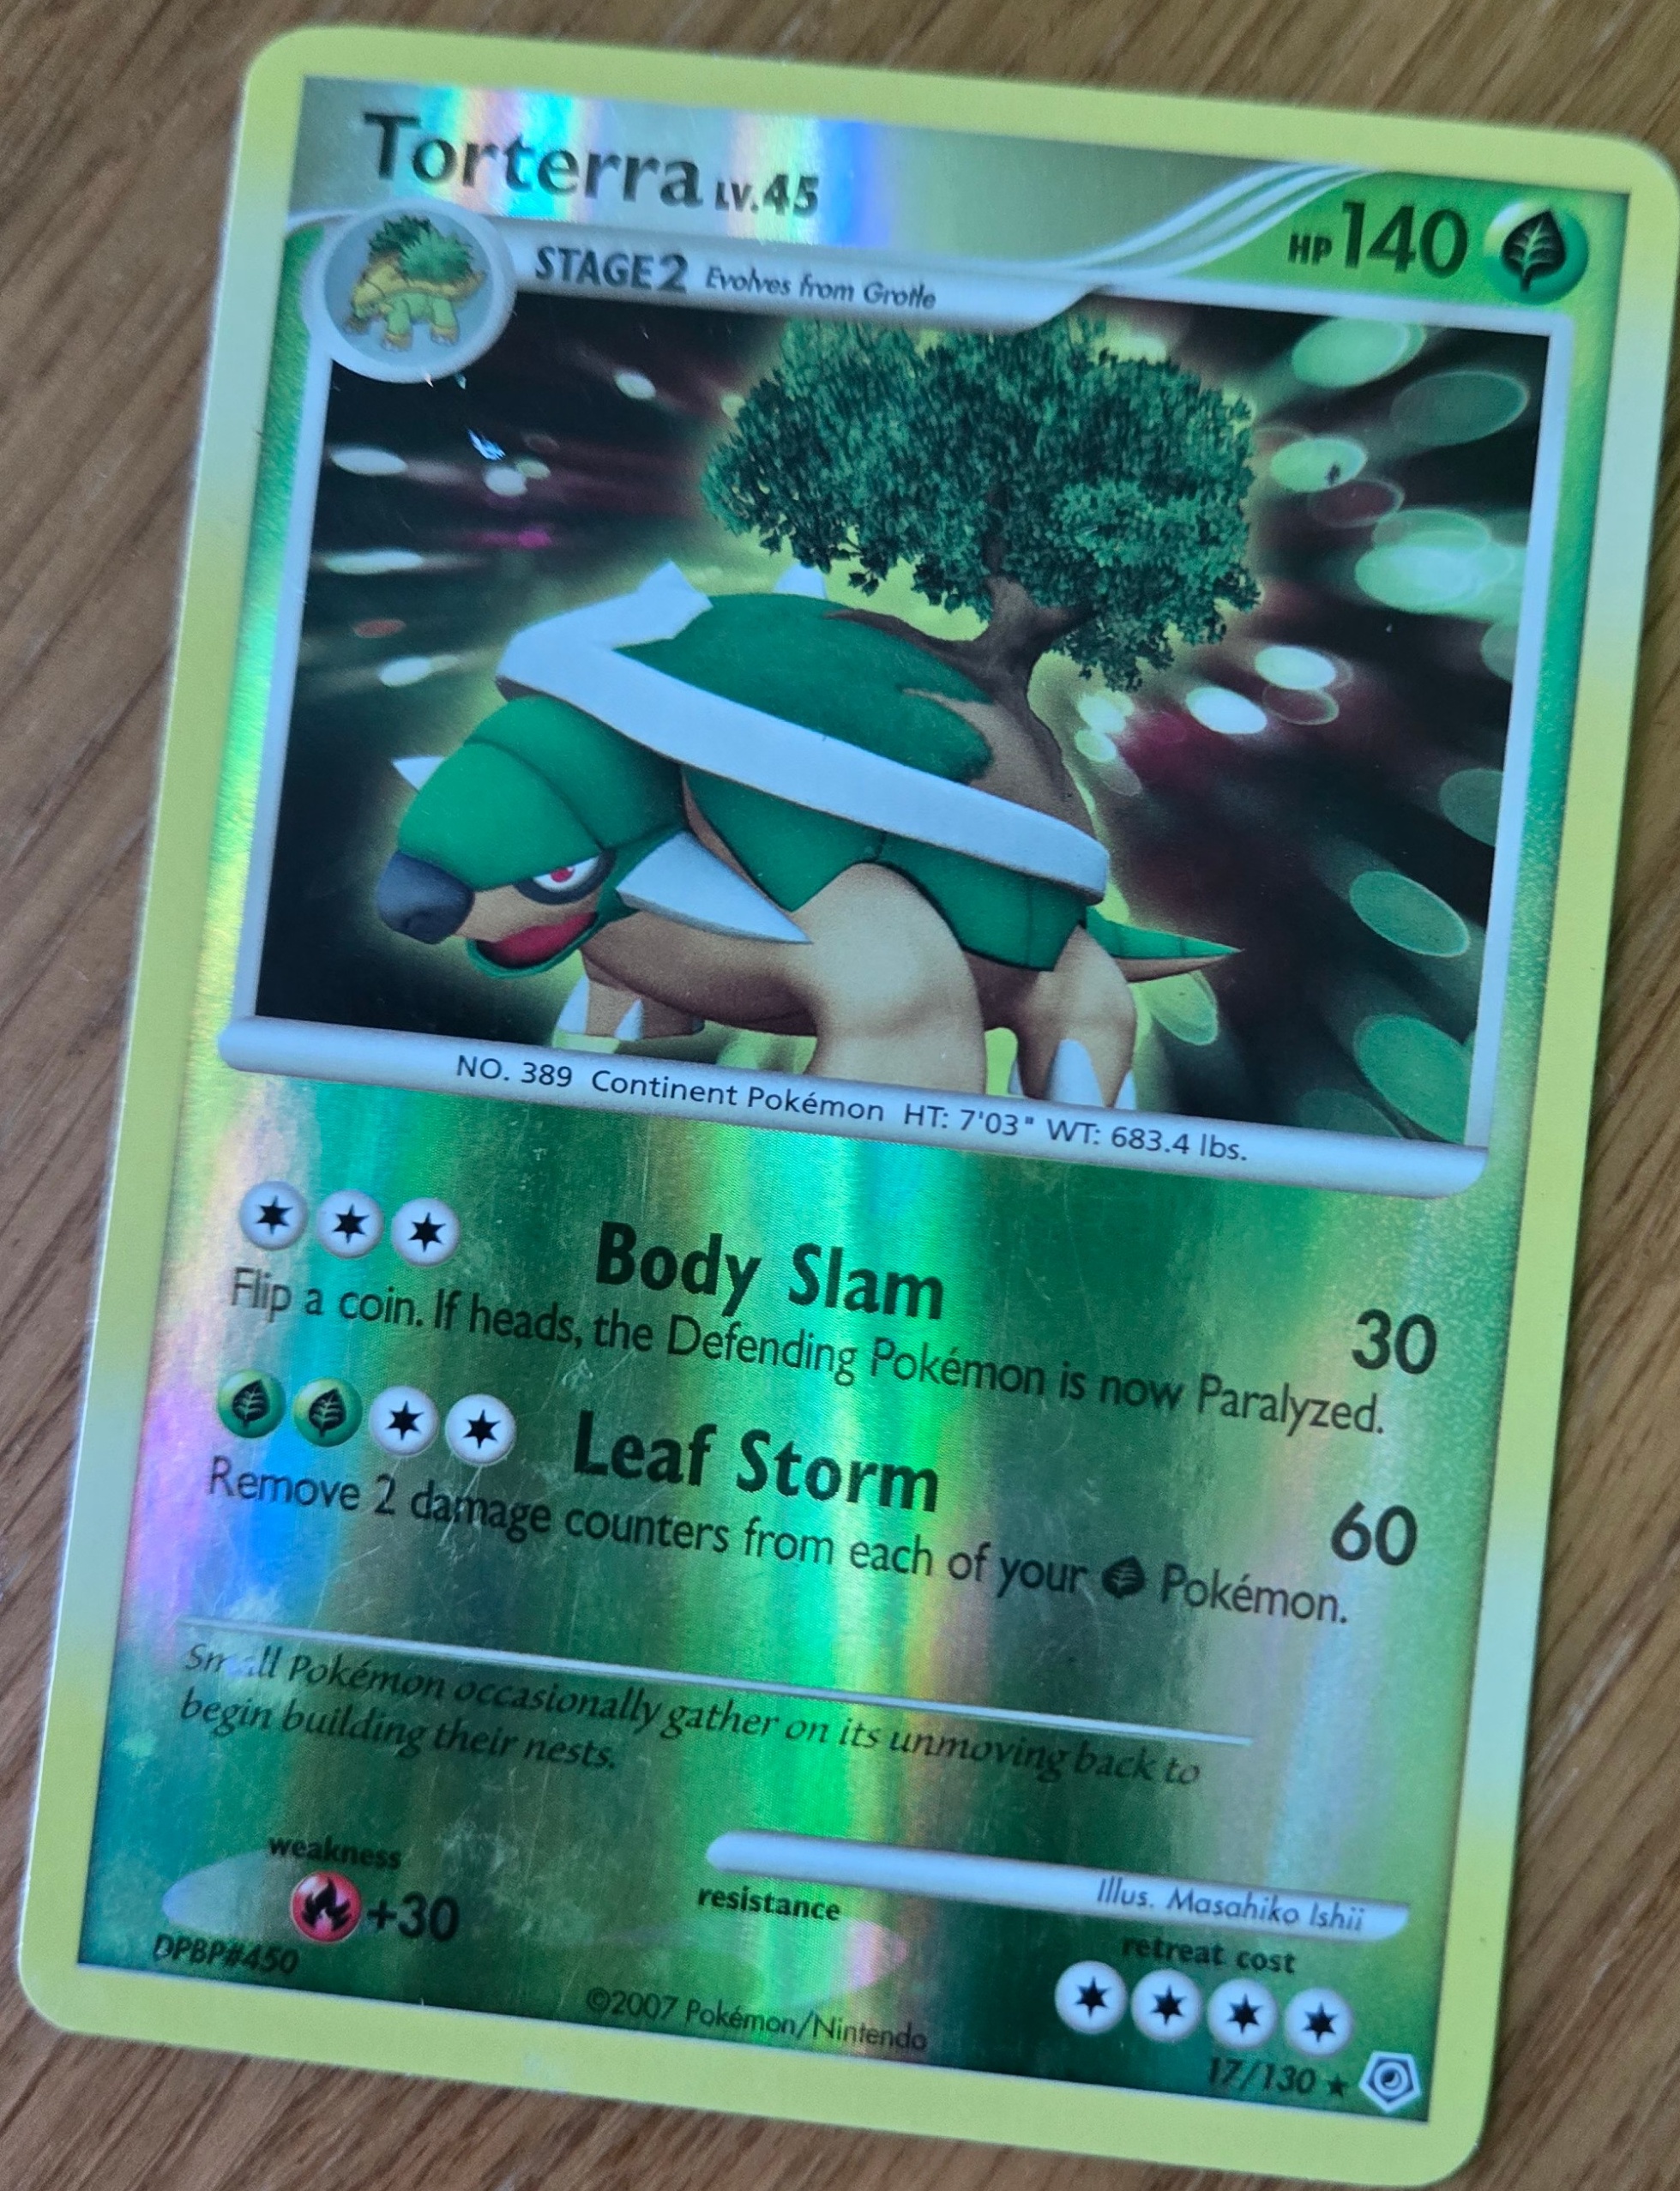 Torterra LV.45
HP 140
STAGE 2 Evolves from Grotle
NO. 389 Continent Pokémon HT: 7'03" WT: 683.4 lbs.
Body Slam 30
Flip a coin. If heads, the Defending Pokémon is now Paralyzed.
Leaf Storm 60
Remove 2 damage counters from each of your Pokémon.
Small Pokémon occasionally gather on its unmoving back to
begin building their nests.
Illus. Masahiko Ishii
weakness
+30
resistance
retreat cost
DPBP#450
©2007 Pokémon/Nintendo
17/130 ★